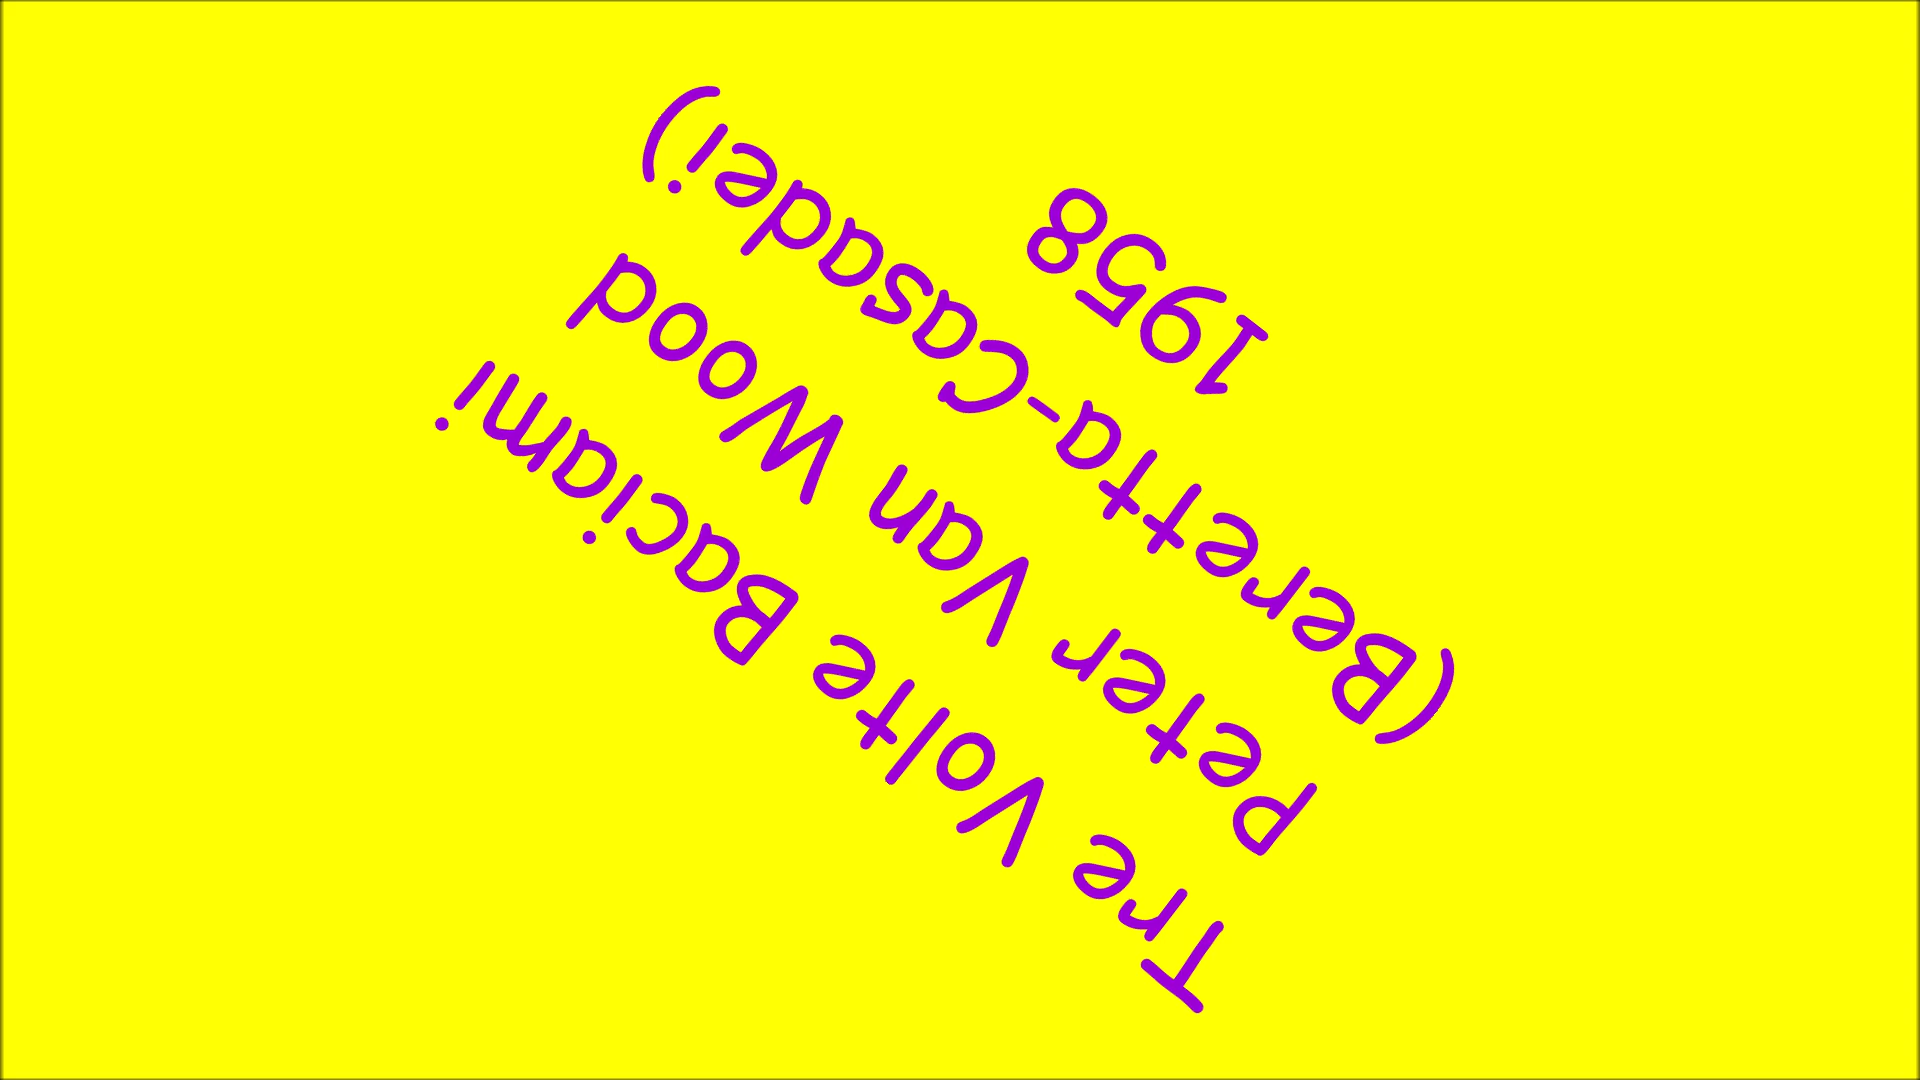 Tre Volte Baciami
Peter Van Wood
(Beretta-Casadei)
1958